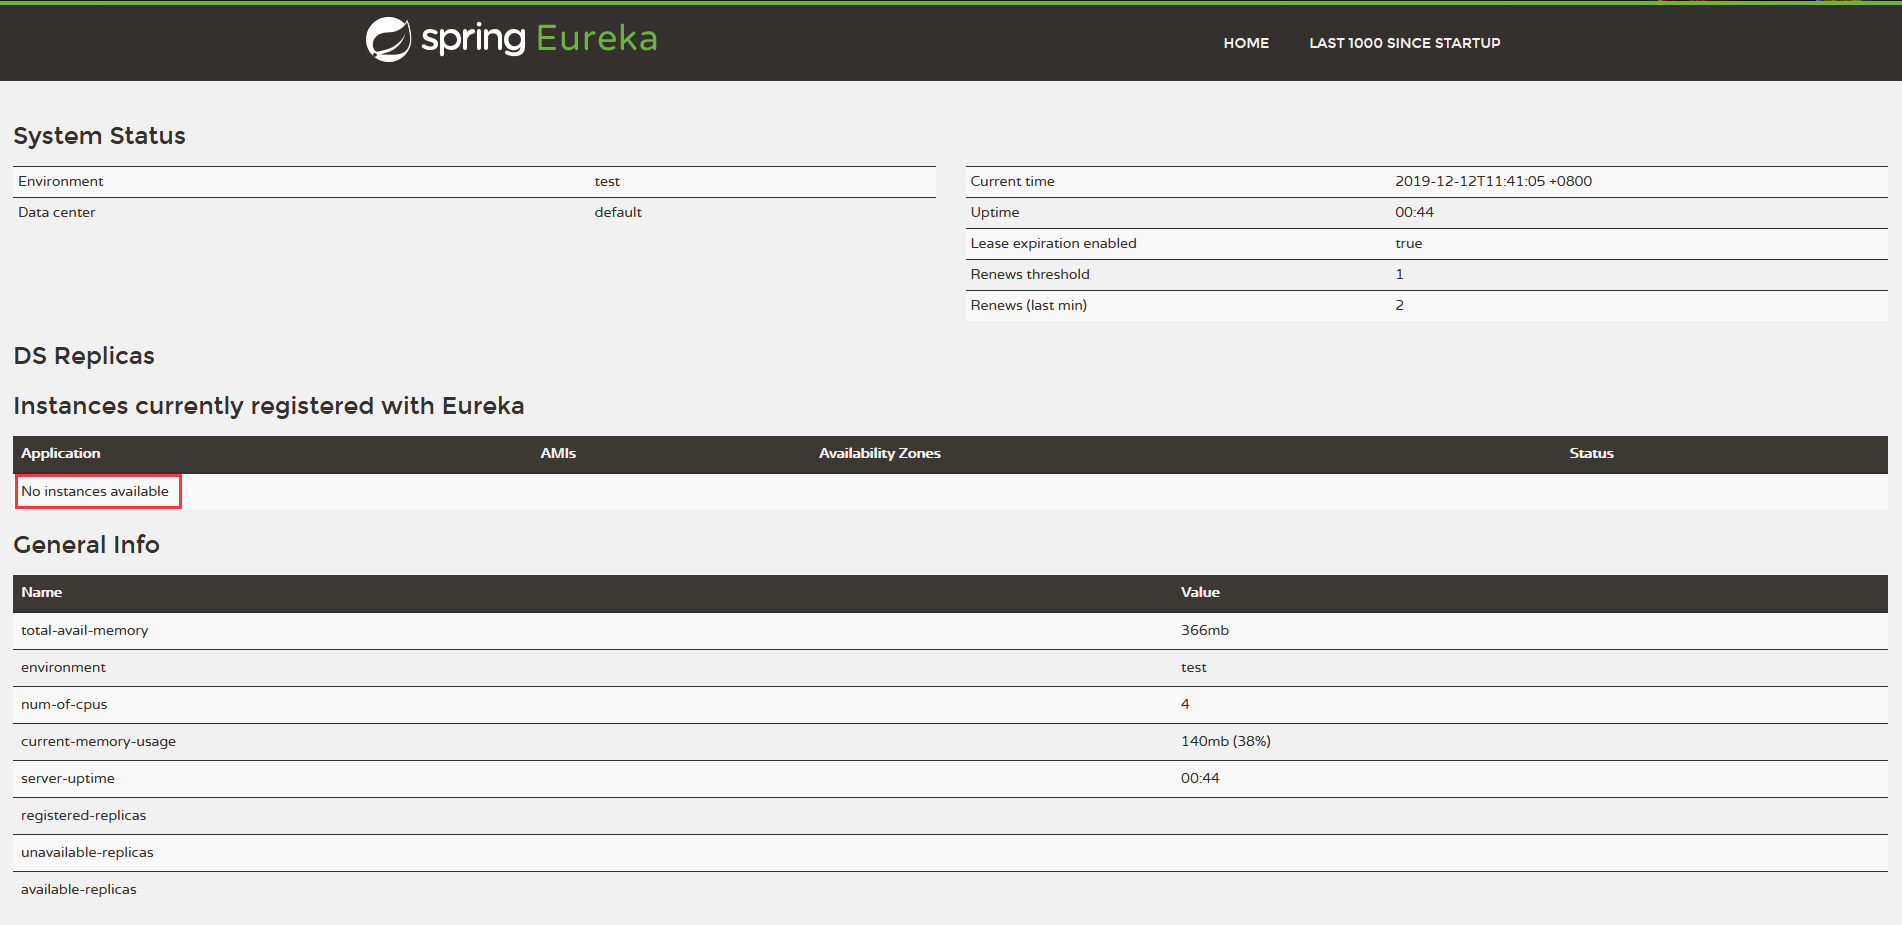 spring Eureka
HOME LAST 1000 SINCE STARTUP
System Status
Environment test
Data center default
Current time 2019-12-12T11:41:05 +0800
Uptime 00:44
Lease expiration enabled true
Renews threshold 1
Renews (last min) 2
DS Replicas
Instances currently registered with Eureka
Application AMIs Availability Zones Status
No instances available
General Info
Name Value
total-avail-memory 366mb
environment test
num-of-cpus 4
current-memory-usage 140mb (38%)
server-uptime 00:44
registered-replicas
unavailable-replicas
available-replicas